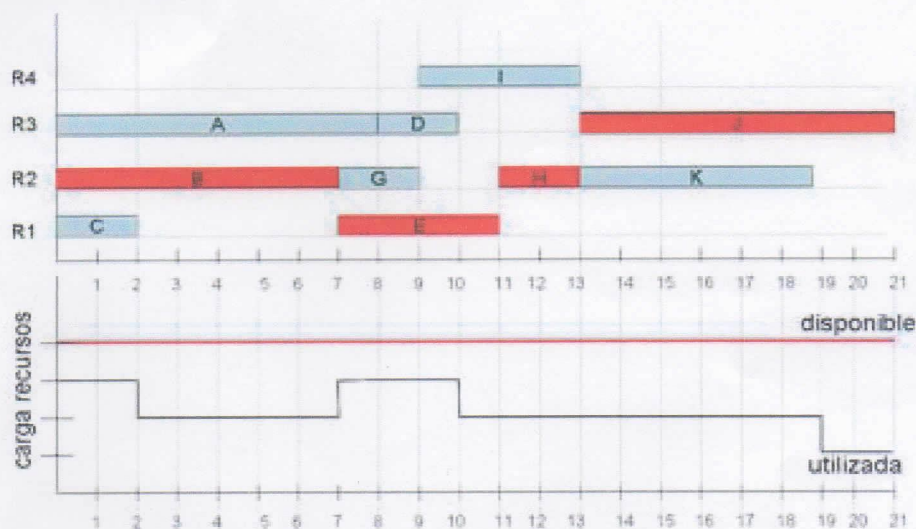 R4 I
R3 A D J
R2 B G H K
R1 C E
1 2 3 4 5 6 7 8 9 10 11 12 13 14 15 16 17 18 19 20 21
carga recursos
disponible
utilizada
1 2 3 4 5 6 7 8 9 10 11 12 13 14 15 16 17 18 19 20 21